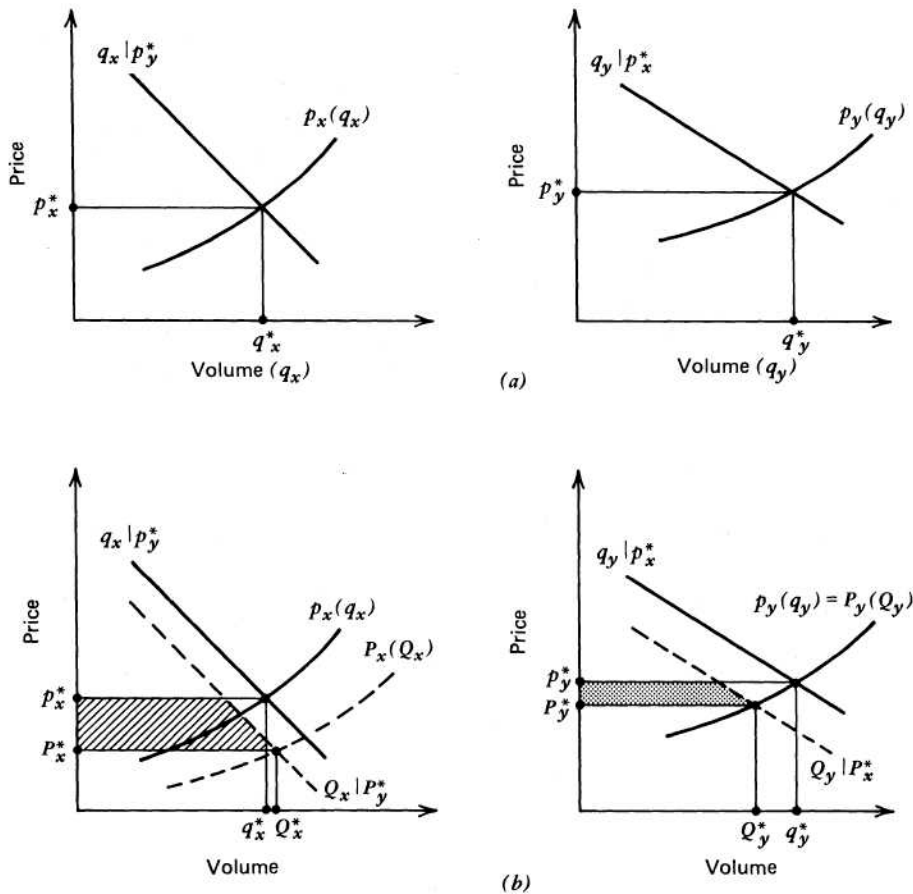 q_x | p_y^*
p_x(q_x)
Price
p_x^*
q_x^*
Volume (q_x)
q_y | p_x^*
p_y(q_y)
Price
p_y^*
q_y^*
Volume (q_y)
(a)
q_x | p_y^*
p_x(q_x)
P_x(Q_x)
Price
p_x^*
P_x^*
Q_x | P_y^*
q_x^* Q_x^*
Volume
q_y | p_x^*
p_y(q_y) = P_y(Q_y)
Price
p_y^*
P_y^*
Q_y | P_x^*
Q_y^* q_y^*
Volume
(b)